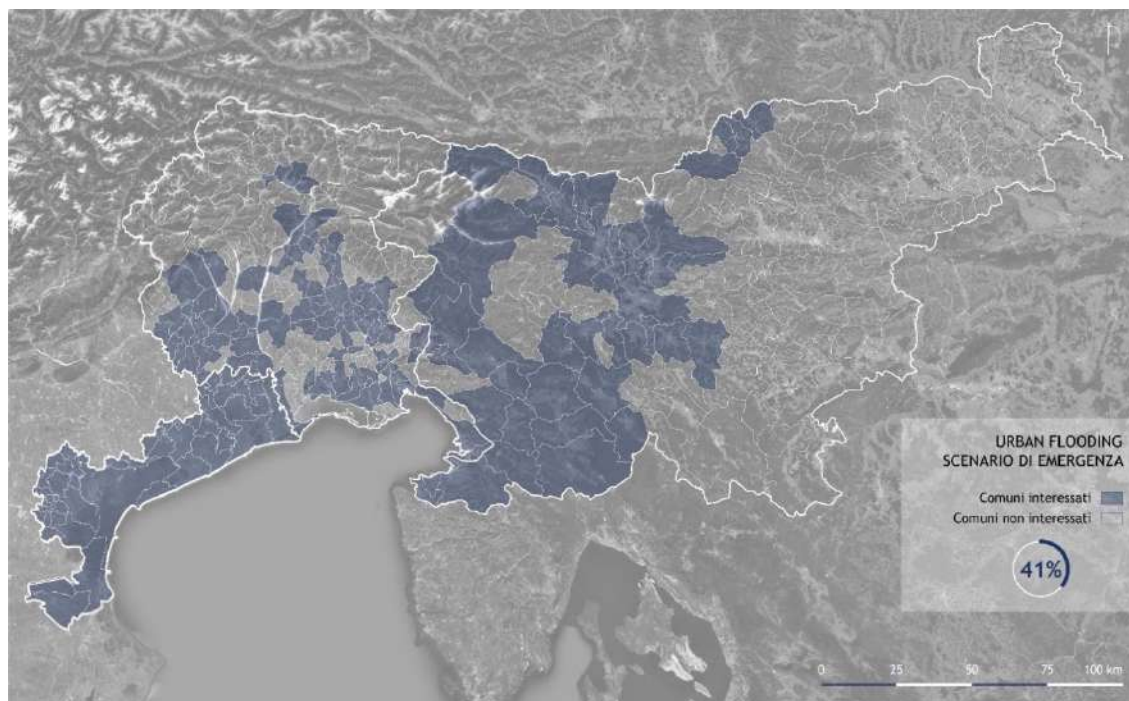 URBAN FLOODING
SCENARIO DI EMERGENZA
Comuni interessati
Comuni non interessati
41%
0 25 50 75 100 km